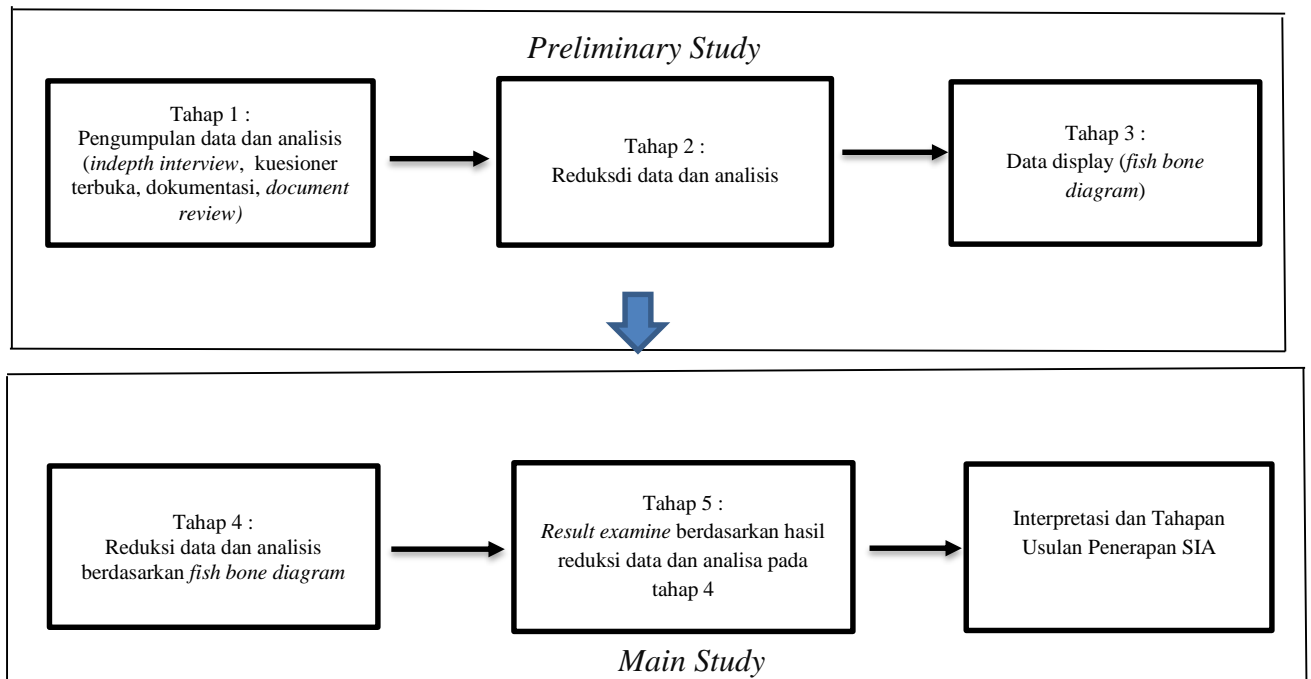 Preliminary Study
Tahap 1 :
Pengumpulan data dan analisis
(indepth interview, kuesioner
terbuka, dokumentasi, document
review)
Tahap 2 :
Reduksdi data dan analisis
Tahap 3 :
Data display (fish bone
diagram)
Tahap 4 :
Reduksi data dan analisis
berdasarkan fish bone diagram
Tahap 5 :
Result examine berdasarkan hasil
reduksi data dan analisa pada
tahap 4
Interpretasi dan Tahapan
Usulan Penerapan SIA
Main Study